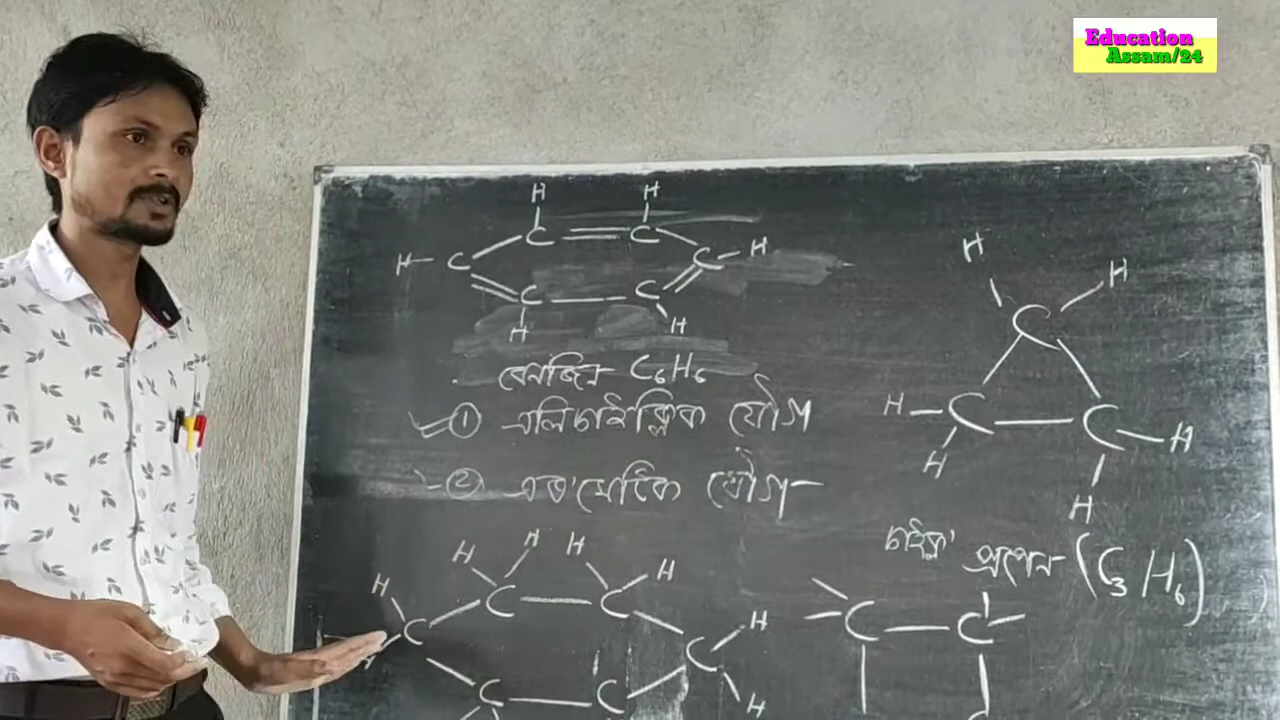 Education
Assam/24
H H
H C C C H
C C
H H
বেনজিন C₆H₆
① এলিচাইক্লিক যৌগ
② এৰ'মেটিক যৌগ
H H
C
H C C H
H H
চাইক্ল' প্ৰপেন (C₃H₆)
H H H H
H C C H
C C
H H
C C
C C